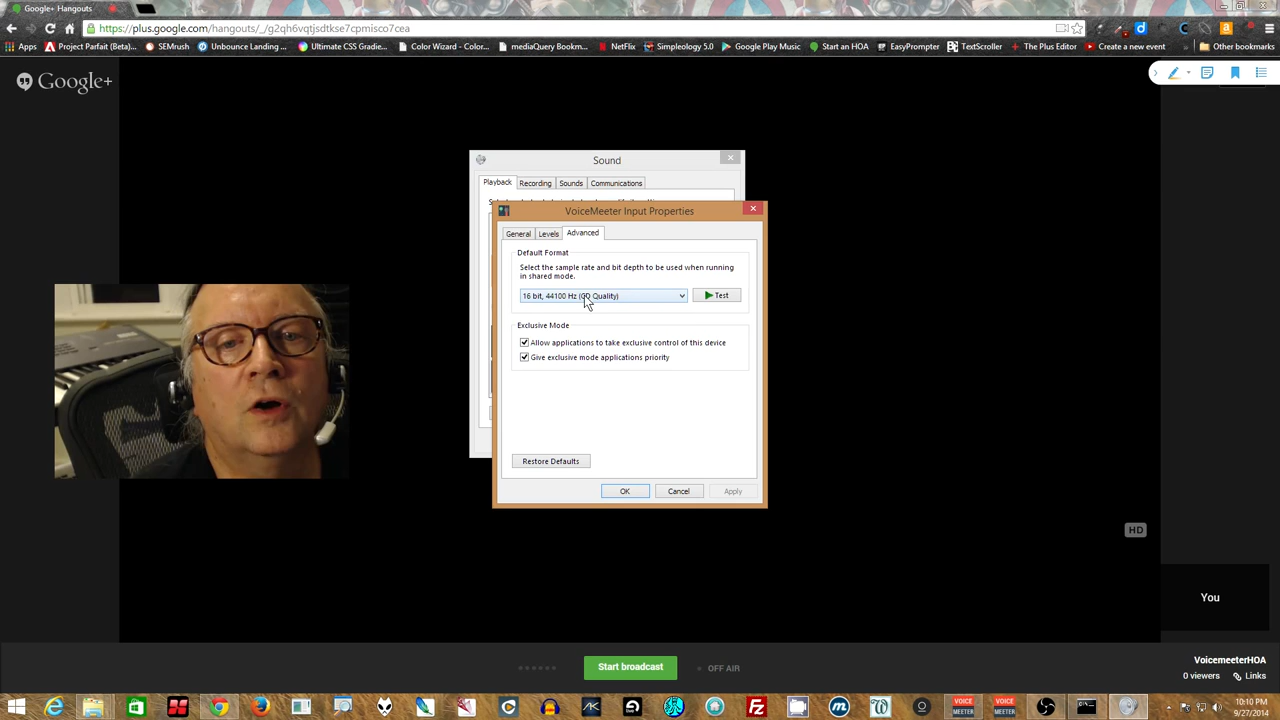 Google+ Hangouts
https://plus.google.com/hangouts/_/g2qh6vqtjsdtkse7cpmisco7cea
Apps
Project Parfait (Beta)...
SEMrush
Unbounce Landing ...
Ultimate CSS Gradie...
Color Wizard - Color...
mediaQuery Bookm...
NetFlix
Simpleology 5.0
Google Play Music
Start an HOA
EasyPrompter
TextScroller
The Plus Editor
Create a new event
»
Other bookmarks
Google+
Sound
Playback
Recording
Sounds
Communications
VoiceMeeter Input Properties
General
Levels
Advanced
Default Format
Select the sample rate and bit depth to be used when running
in shared mode.
16 bit, 44100 Hz (CD Quality)
Test
Exclusive Mode
Allow applications to take exclusive control of this device
Give exclusive mode applications priority
Restore Defaults
OK
Cancel
Apply
HD
You
Start broadcast
OFF AIR
VoicemeeterHOA
0 viewers
Links
VOICE
MEETER
VOICE
MEETER
10:10 PM
9/27/2014